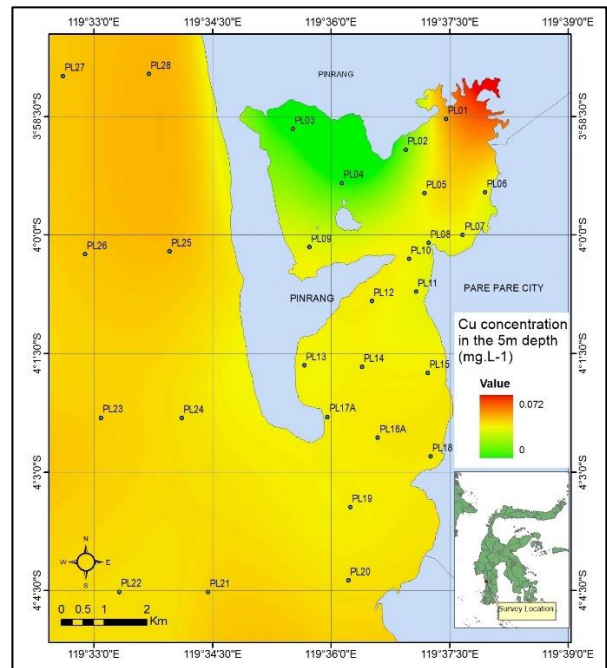 119°33'0"E 119°34'30"E 119°36'0"E 119°37'30"E 119°39'0"E
PL27
PL28
PINRANG
3°58'30"S
3°58'30"S
PL01
PL03
PL02
PL04
PL05
PL06
4°0'0"S
4°0'0"S
PL07
PL08
PL09
PL10
PL26
PL25
PL11
PINRANG
PL12
PARE PARE CITY
Cu concentration
in the 5m depth
(mg.L-1)
Value
0.072
0
4°1'30"S
4°1'30"S
PL13
PL14
PL15
PL23
PL24
PL17A
PL16A
PL18
4°3'0"S
4°3'0"S
PL19
N
W
E
S
PL20
PL22
PL21
4°4'30"S
4°4'30"S
0 0.5 1 2
Km
Survey Location
119°33'0"E 119°34'30"E 119°36'0"E 119°37'30"E 119°39'0"E